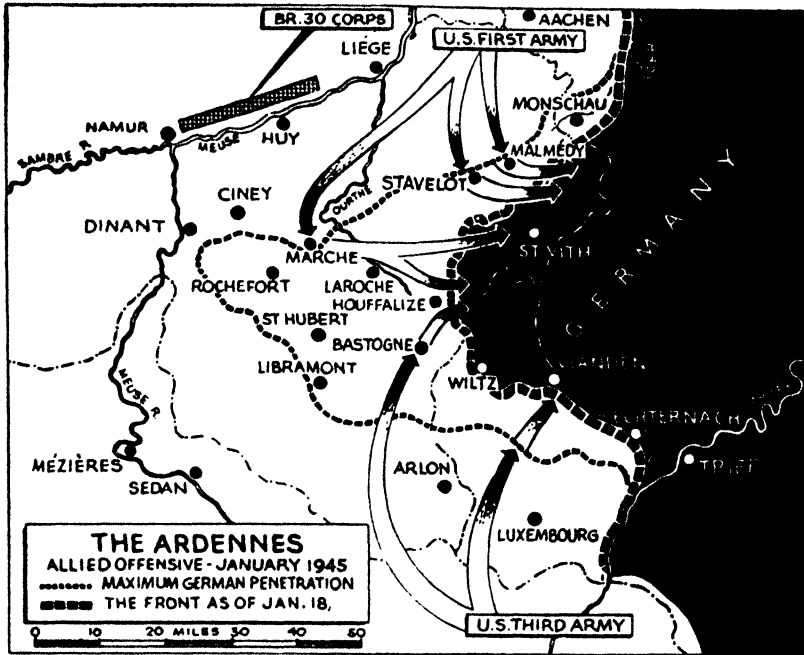 BR. 30 CORPS
AACHEN
LIÉGE
U.S. FIRST ARMY
MONSCHAU
NAMUR
HUY
MEUSE
SAMBRE R.
MALMEDY
STAVELOT
CINEY
OURTHE
DINANT
MARCHE
ST. VITH
GERMANY
ROCHEFORT
LAROCHE
HOUFFALIZE
ST HUBERT
BASTOGNE
LIBRAMONT
WILTZ
VIANDEN
MEUSE R.
ECHTERNACH
MÉZIÈRES
SEDAN
ARLON
TRIER
LUXEMBOURG
THE ARDENNES
ALLIED OFFENSIVE - JANUARY 1945
MAXIMUM GERMAN PENETRATION
THE FRONT AS OF JAN. 18,
0 10 20 MILES 30 40 50
U.S. THIRD ARMY